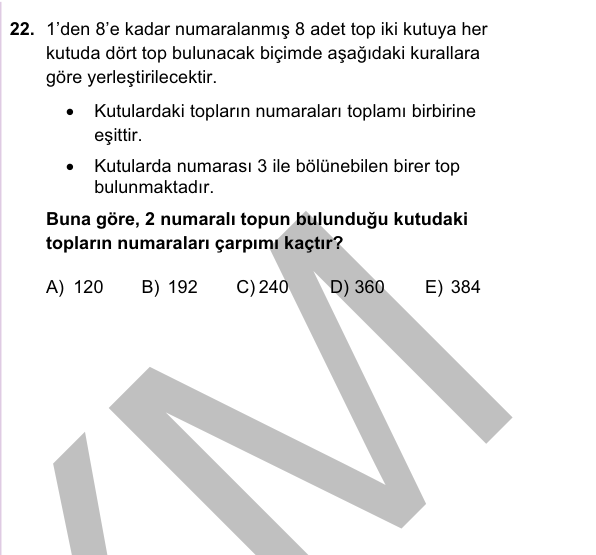 22. 1'den 8'e kadar numaralanmış 8 adet top iki kutuya her
kutuda dört top bulunacak biçimde aşağıdaki kurallara
göre yerleştirilecektir.
• Kutulardaki topların numaraları toplamı birbirine
eşittir.
• Kutularda numarası 3 ile bölünebilen birer top
bulunmaktadır.
Buna göre, 2 numaralı topun bulunduğu kutudaki
topların numaraları çarpımı kaçtır?
A) 120 B) 192 C) 240 D) 360 E) 384